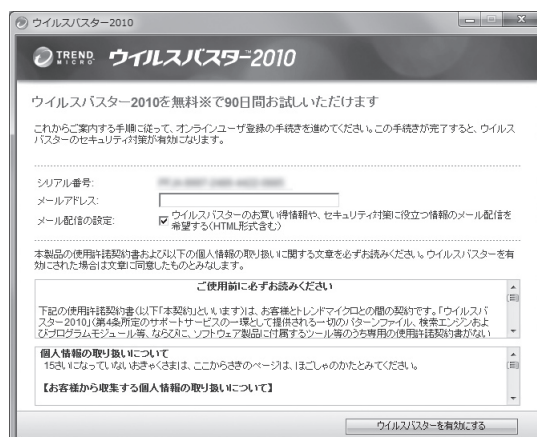 ウイルスバスター2010
TREND MICRO ウイルスバスター™2010
ウイルスバスター2010を無料※で90日間お試しいただけます
これからご案内する手順に従って、オンラインユーザ登録の手続きを進めてください。この手続きが完了すると、ウイルス
バスターのセキュリティ対策が有効になります。
シリアル番号:
メールアドレス:
メール配信の設定:
ウイルスバスターのお買い得情報や、セキュリティ対策に役立つ情報のメール配信を
希望する(HTML形式含む)
本製品の使用許諾契約書および以下の個人情報の取り扱いに関する文章を必ずお読みください。ウイルスバスターを有
効にされた場合は文章に同意したものとみなします。
ご使用前に必ずお読みください
下記の使用許諾契約書(以下「本契約」といいます)は、お客様とトレンドマイクロとの間の契約です。「ウイルスバ
スター2010」(第4条所定のサポートサービスの一環として提供される一切のパターンファイル、検索エンジンおよ
びプログラムモジュール等、ならびに、ソフトウェア製品に付属するツール等のうち専用の使用許諾契約書がない
個人情報の取り扱いについて
15さいになっていないおきゃくさまは、ここからさきのページは、ほごしゃのかたとみてください。
【お客様から収集する個人情報の取り扱いについて】
ウイルスバスターを有効にする